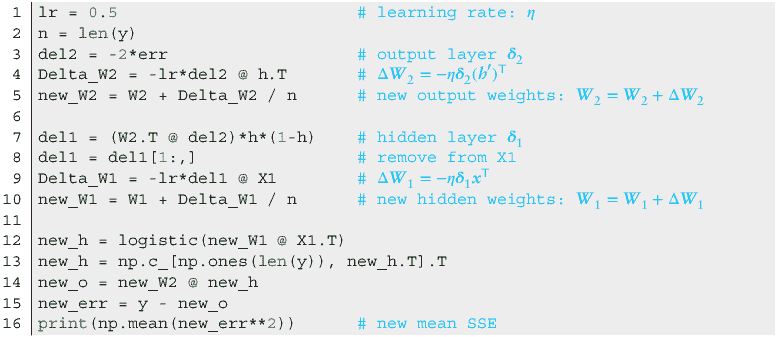 1 lr = 0.5 # learning rate: η
2 n = len(y)
3 del2 = -2*err # output layer δ₂
4 Delta_W2 = -lr*del2 @ h.T # ΔW₂ = −ηδ₂(h′)ᵀ
5 new_W2 = W2 + Delta_W2 / n # new output weights: W₂ = W₂ + ΔW₂
6
7 del1 = (W2.T @ del2)*h*(1-h) # hidden layer δ₁
8 del1 = del1[1:,] # remove from X1
9 Delta_W1 = -lr*del1 @ X1 # ΔW₁ = −ηδ₁xᵀ
10 new_W1 = W1 + Delta_W1 / n # new hidden weights: W₁ = W₁ + ΔW₁
11
12 new_h = logistic(new_W1 @ X1.T)
13 new_h = np.c_[np.ones(len(y)), new_h.T].T
14 new_o = new_W2 @ new_h
15 new_err = y - new_o
16 print(np.mean(new_err**2)) # new mean SSE